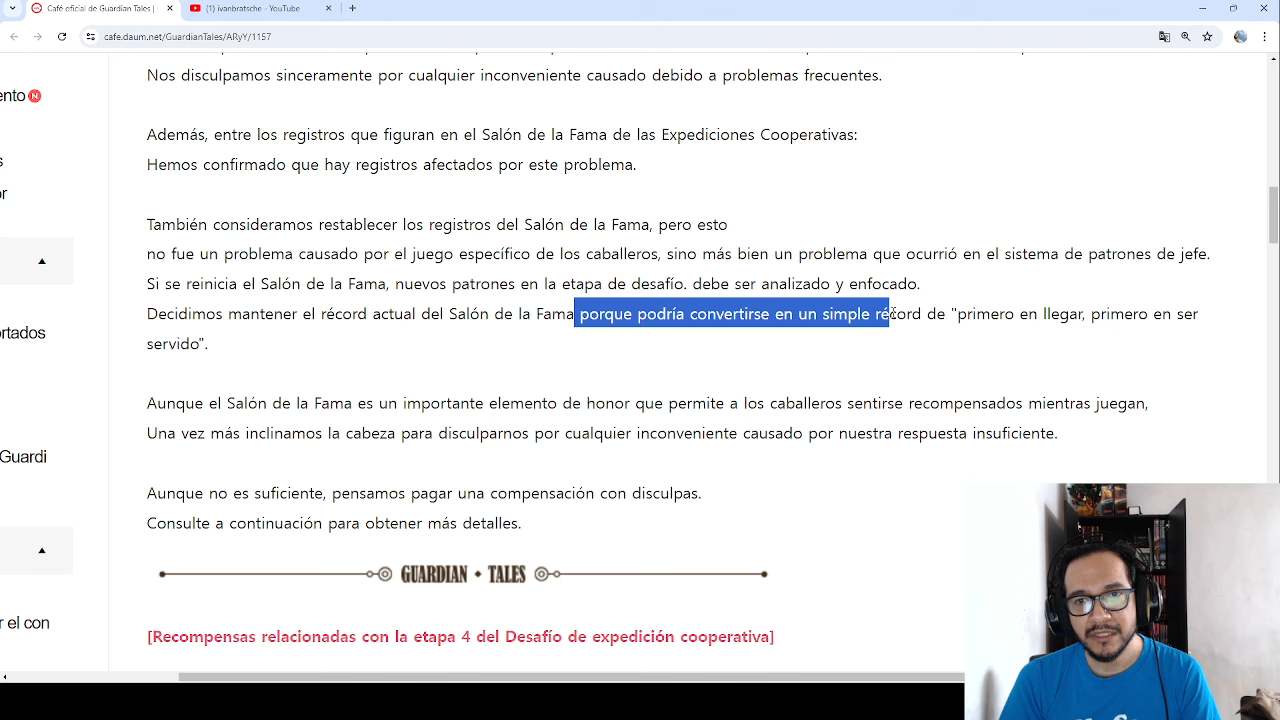 Café oficial de Guardian Tales |
(1) ivanbratsche - YouTube
cafe.daum.net/GuardianTales/ARyY/1157
Nos disculpamos sinceramente por cualquier inconveniente causado debido a problemas frecuentes.
ento N
Además, entre los registros que figuran en el Salón de la Fama de las Expediciones Cooperativas:
Hemos confirmado que hay registros afectados por este problema.
s
or
También consideramos restablecer los registros del Salón de la Fama, pero esto
no fue un problema causado por el juego específico de los caballeros, sino más bien un problema que ocurrió en el sistema de patrones de jefe.
Si se reinicia el Salón de la Fama, nuevos patrones en la etapa de desafío. debe ser analizado y enfocado.
Decidimos mantener el récord actual del Salón de la Fama porque podría convertirse en un simple récord de "primero en llegar, primero en ser
servido".
ortados
Aunque el Salón de la Fama es un importante elemento de honor que permite a los caballeros sentirse recompensados mientras juegan,
Una vez más inclinamos la cabeza para disculparnos por cualquier inconveniente causado por nuestra respuesta insuficiente.
Guardi
Aunque no es suficiente, pensamos pagar una compensación con disculpas.
Consulte a continuación para obtener más detalles.
GUARDIAN TALES
r el con
[Recompensas relacionadas con la etapa 4 del Desafío de expedición cooperativa]